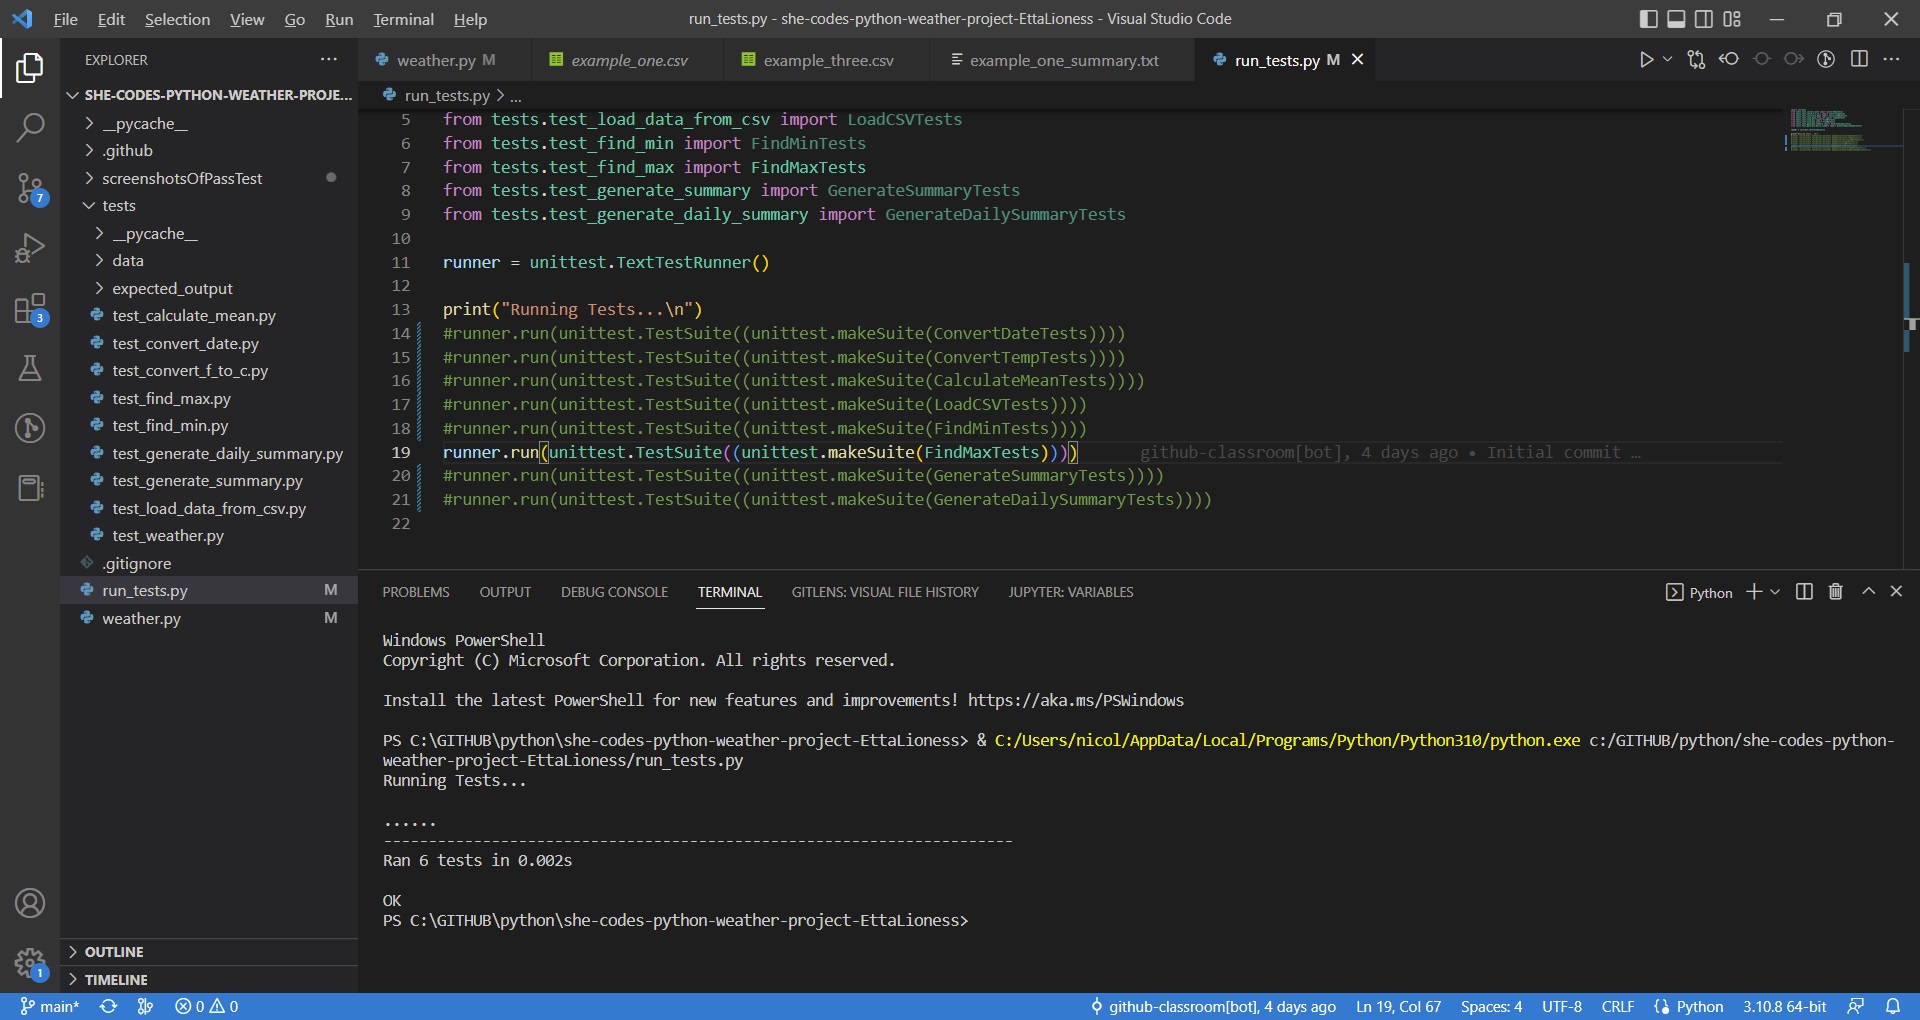 File Edit Selection View Go Run Terminal Help
run_tests.py - she-codes-python-weather-project-EttaLioness - Visual Studio Code
EXPLORER
SHE-CODES-PYTHON-WEATHER-PROJE...
__pycache__
.github
screenshotsOfPassTest
tests
__pycache__
data
expected_output
test_calculate_mean.py
test_convert_date.py
test_convert_f_to_c.py
test_find_max.py
test_find_min.py
test_generate_daily_summary.py
test_generate_summary.py
test_load_data_from_csv.py
test_weather.py
.gitignore
run_tests.py M
weather.py M
OUTLINE
TIMELINE
7
3
1
weather.py M example_one.csv example_three.csv example_one_summary.txt run_tests.py M
run_tests.py > ...
5 from tests.test_load_data_from_csv import LoadCSVTests
6 from tests.test_find_min import FindMinTests
7 from tests.test_find_max import FindMaxTests
8 from tests.test_generate_summary import GenerateSummaryTests
9 from tests.test_generate_daily_summary import GenerateDailySummaryTests
10
11 runner = unittest.TextTestRunner()
12
13 print("Running Tests...\n")
14 #runner.run(unittest.TestSuite((unittest.makeSuite(ConvertDateTests))))
15 #runner.run(unittest.TestSuite((unittest.makeSuite(ConvertTempTests))))
16 #runner.run(unittest.TestSuite((unittest.makeSuite(CalculateMeanTests))))
17 #runner.run(unittest.TestSuite((unittest.makeSuite(LoadCSVTests))))
18 #runner.run(unittest.TestSuite((unittest.makeSuite(FindMinTests))))
19 runner.run(unittest.TestSuite((unittest.makeSuite(FindMaxTests)))) github-classroom[bot], 4 days ago • Initial commit …
20 #runner.run(unittest.TestSuite((unittest.makeSuite(GenerateSummaryTests))))
21 #runner.run(unittest.TestSuite((unittest.makeSuite(GenerateDailySummaryTests))))
22
PROBLEMS OUTPUT DEBUG CONSOLE TERMINAL GITLENS: VISUAL FILE HISTORY JUPYTER: VARIABLES
Python
Windows PowerShell
Copyright (C) Microsoft Corporation. All rights reserved.
Install the latest PowerShell for new features and improvements! https://aka.ms/PSWindows
PS C:\GITHUB\python\she-codes-python-weather-project-EttaLioness> & C:/Users/nicol/AppData/Local/Programs/Python/Python310/python.exe c:/GITHUB/python/she-codes-python-
weather-project-EttaLioness/run_tests.py
Running Tests...
......
----------------------------------------------------------------------
Ran 6 tests in 0.002s
OK
PS C:\GITHUB\python\she-codes-python-weather-project-EttaLioness>
main* 0 0 github-classroom[bot], 4 days ago Ln 19, Col 67 Spaces: 4 UTF-8 CRLF Python 3.10.8 64-bit